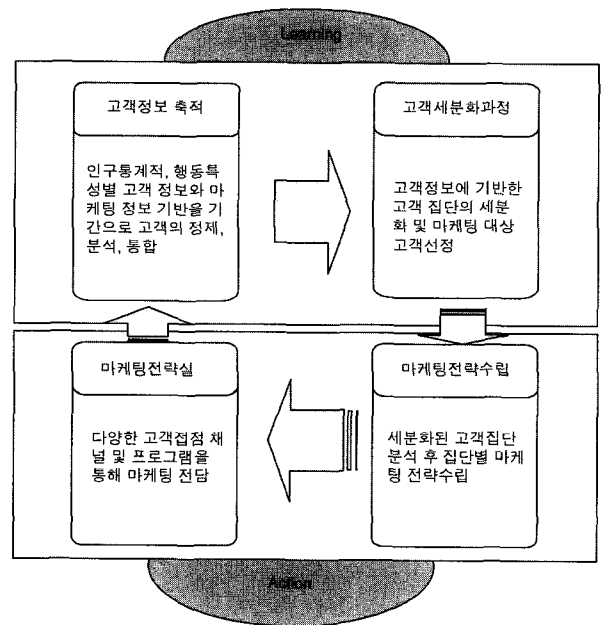 Learning
고객정보 축적
인구통계적, 행동특
성별 고객 정보와 마
케팅 정보 기반을 기
간으로 고객의 정제,
분석, 통합
고객세분화과정
고객정보에 기반한
고객 집단의 세분
화 및 마케팅 대상
고객선정
마케팅전략실
다양한 고객접점 채
널 및 프로그램을
통해 마케팅 전담
마케팅전략수립
세분화된 고객집단
분석 후 집단별 마케
팅 전략수립
Action